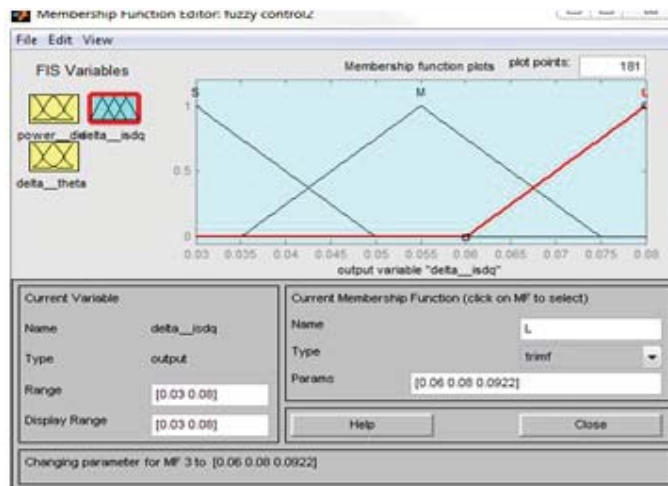 Membership Function Editor: fuzzy control2
File Edit View
FIS Variables
Membership function plots
plot points:
181
S
M
L
1
0.5
0
power__die
delta__isdq
delta__theta
0.03 0.035 0.04 0.045 0.05 0.055 0.06 0.065 0.07 0.075 0.08
output variable "delta__isdq"
Current Variable
Name
delta__isdq
Type
output
Range
[0.03 0.08]
Display Range
[0.03 0.08]
Current Membership Function (click on MF to select)
Name
L
Type
trimf
Params
[0.06 0.08 0.0922]
Help
Close
Changing parameter for MF 3 to [0.06 0.08 0.0922]